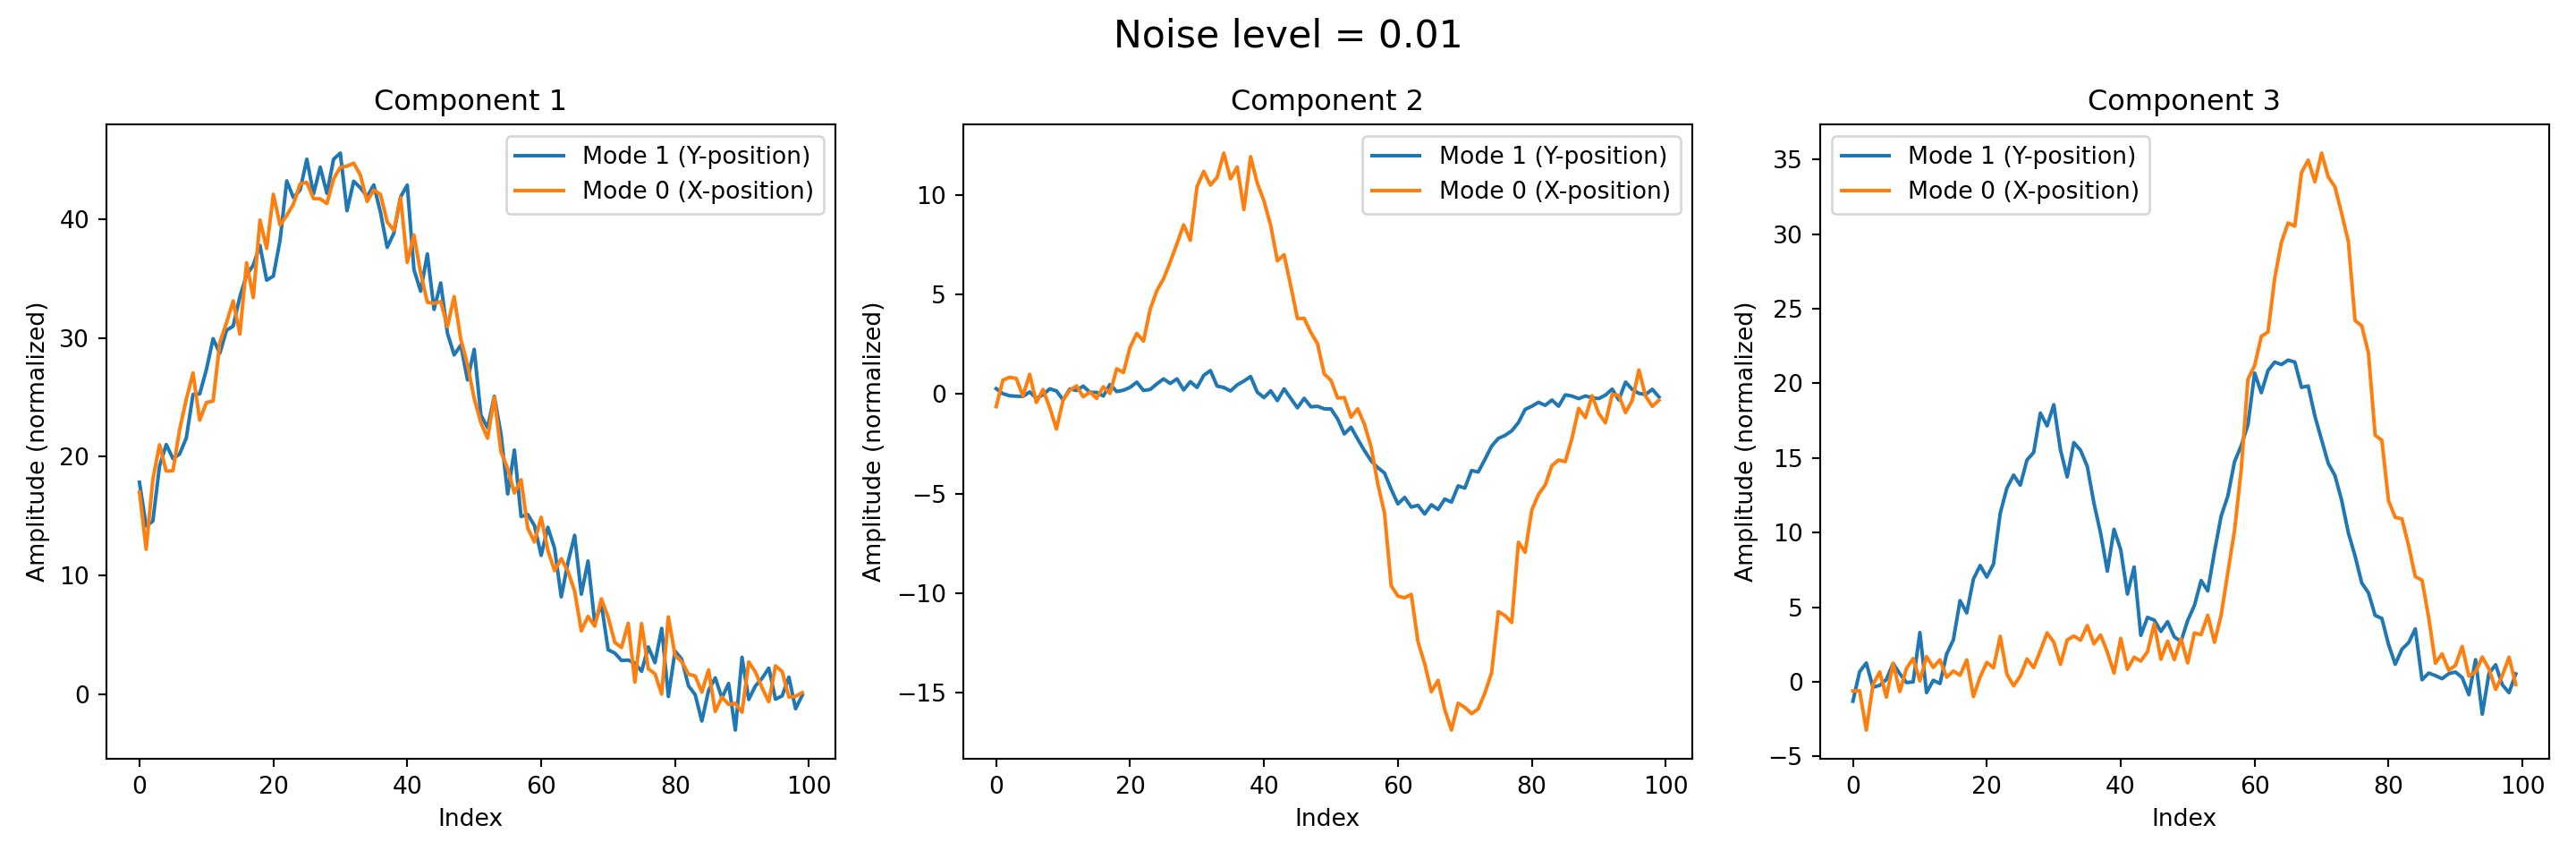 Noise level = 0.01
Component 1
Mode 1 (Y-position)
Mode 0 (X-position)
Amplitude (normalized)
40
30
20
10
0
0 20 40 60 80 100
Index
Component 2
Mode 1 (Y-position)
Mode 0 (X-position)
Amplitude (normalized)
10
5
0
−5
−10
−15
0 20 40 60 80 100
Index
Component 3
Mode 1 (Y-position)
Mode 0 (X-position)
Amplitude (normalized)
35
30
25
20
15
10
5
0
−5
0 20 40 60 80 100
Index